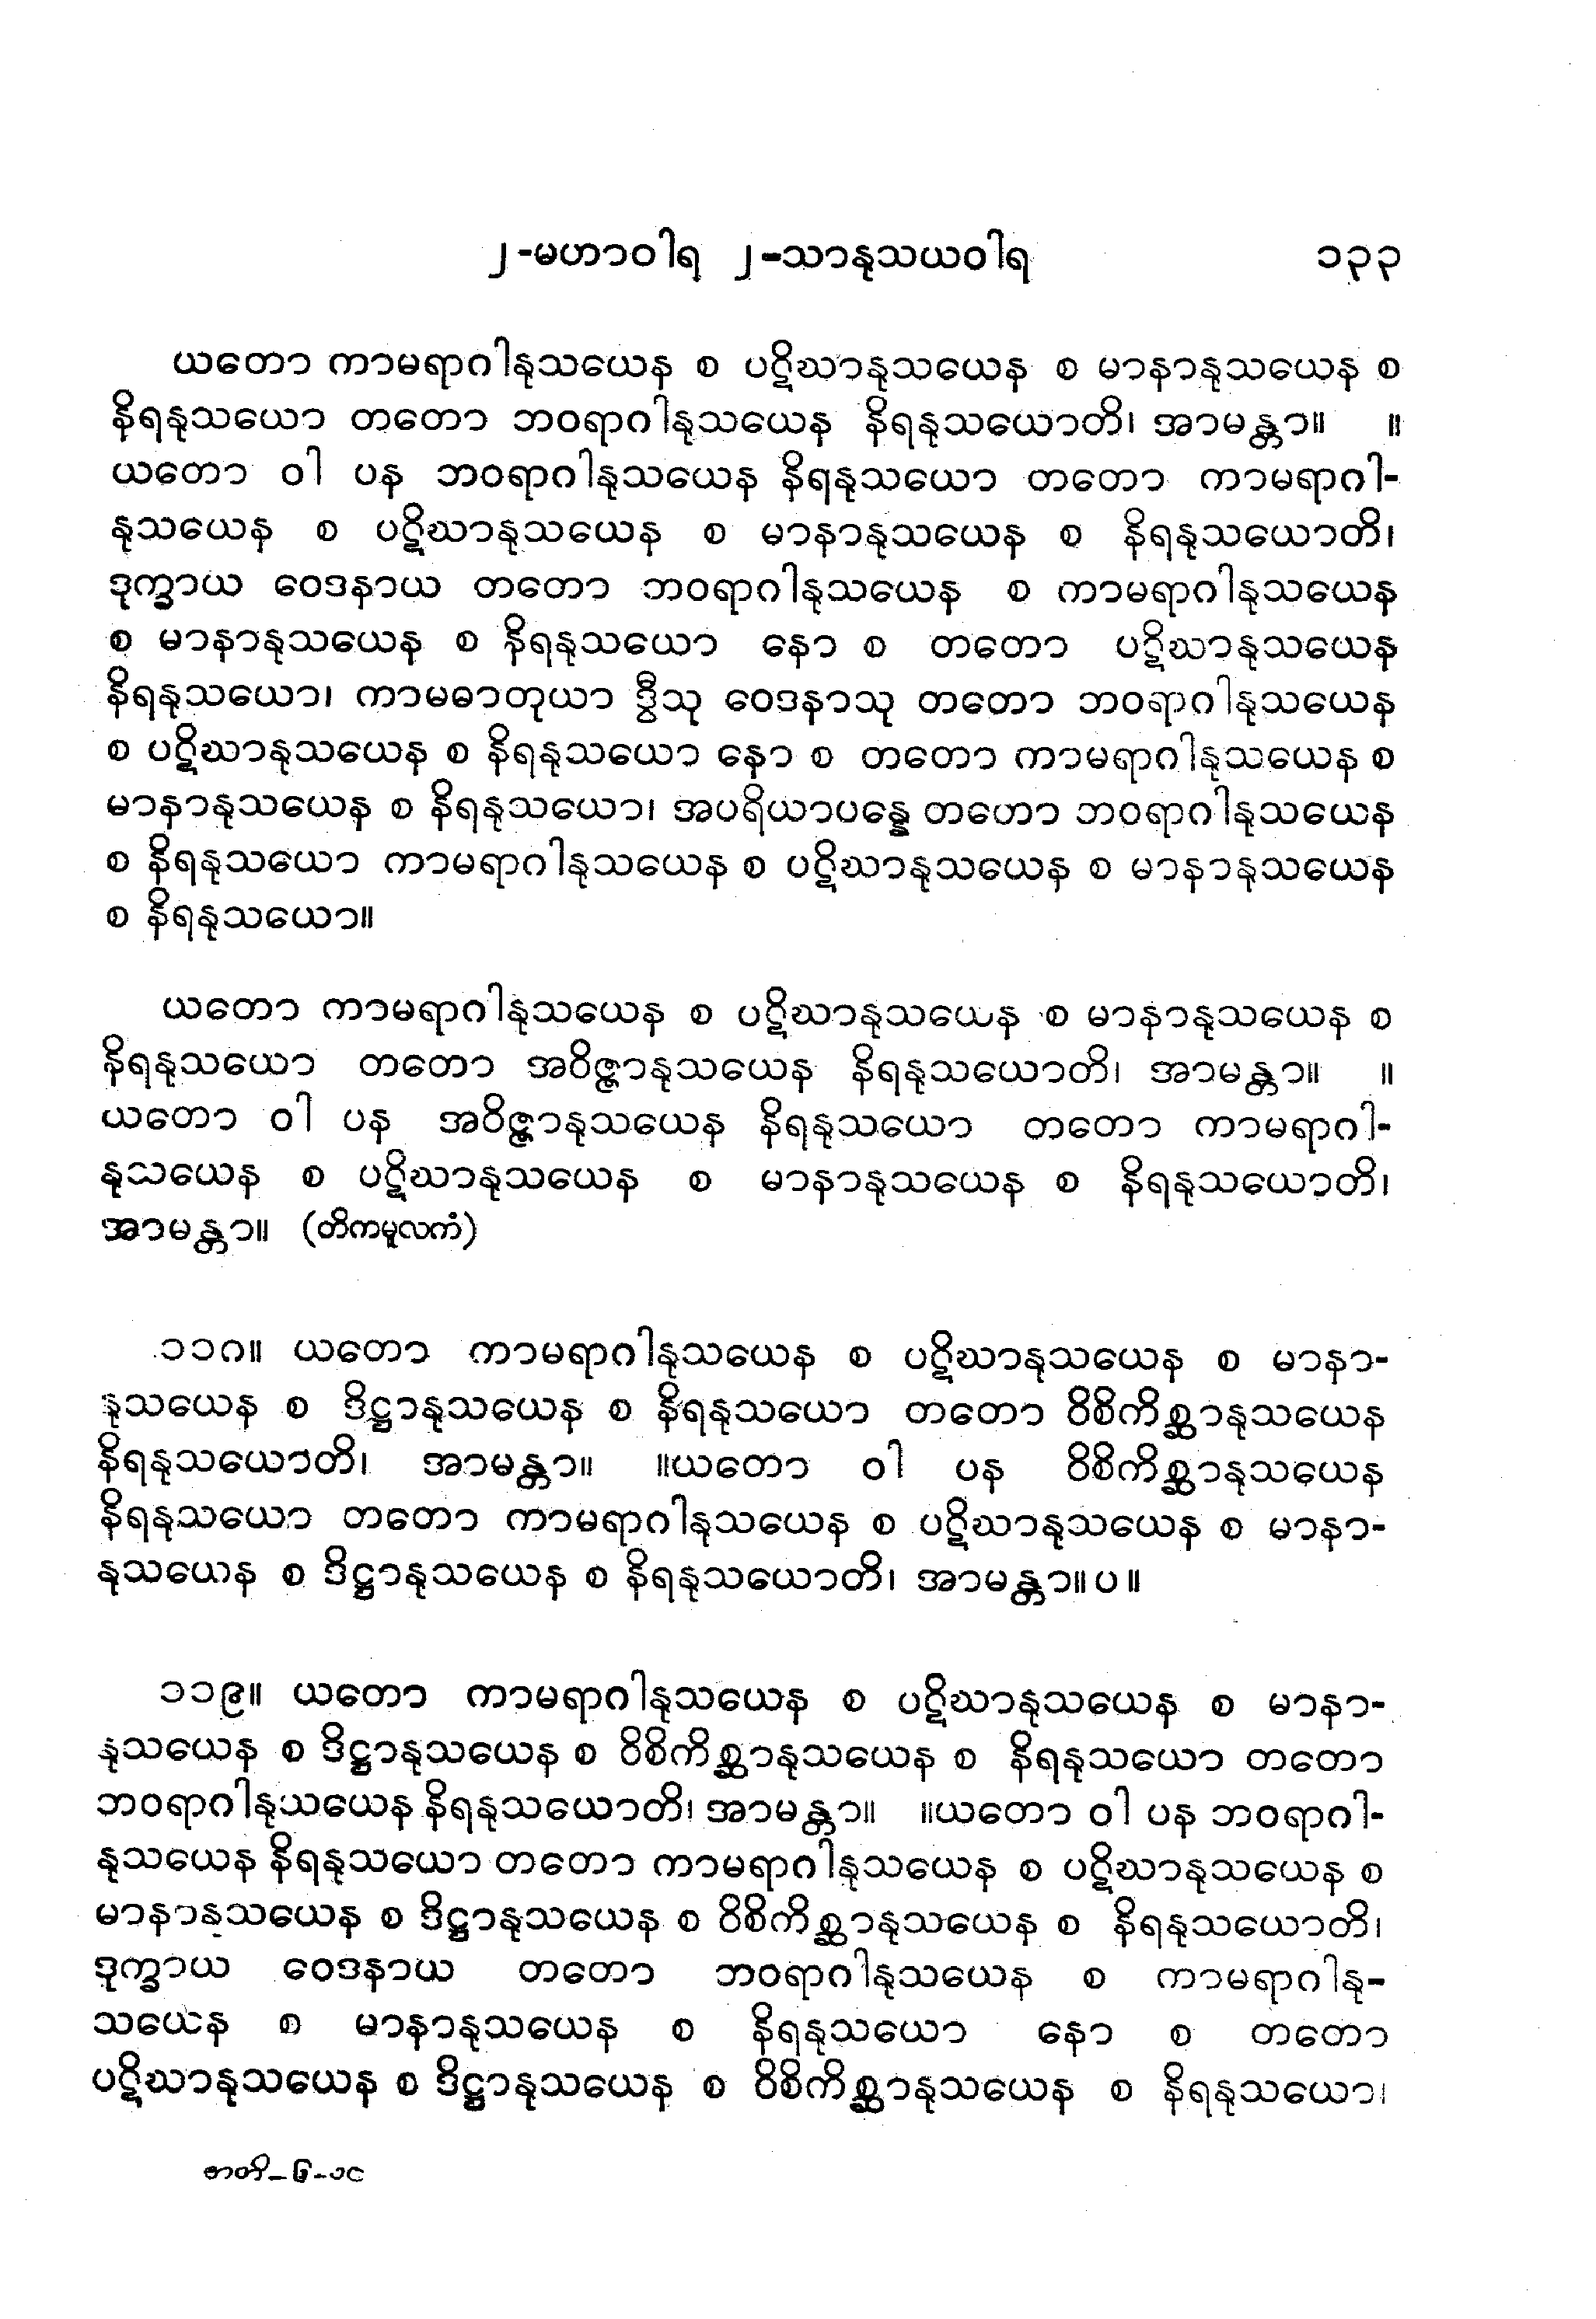 ၂-မဟာဝါရ ၂-သာနုသယဝါရ ၁၃၃
ယတော ကာမရာဂါနုသယေန စ ပဋိဃာနုသယေန စ မာနာနုသယေန စ
နိရနုသယော တတော ဘဝရာဂါနုသယေန နိရနုသယောတိ၊ အာမန္တာ။ ။
ယတော ဝါ ပန ဘဝရာဂါနုသယေန နိရနုသယော တတော ကာမရာဂါ-
နုသယေန စ ပဋိဃာနုသယေန စ မာနာနုသယေန စ နိရနုသယောတိ၊
ဒုက္ခာယ ဝေဒနာယ တတော ဘဝရာဂါနုသယေန စ ကာမရာဂါနုသယေန
စ မာနာနုသယေန စ နိရနုသယော နော စ တတော ပဋိဃာနုသယေန
နိရနုသယော၊ ကာမဓာတုယာ ဒွီသု ဝေဒနာသု တတော ဘဝရာဂါနုသယေန
စ ပဋိဃာနုသယေန စ နိရနုသယော နော စ တတော ကာမရာဂါနုသယေန စ
မာနာနုသယေန စ နိရနုသယော၊ အပရိယာပန္နေ တဟော ဘဝရာဂါနုသယေန
စ နိရနုသယော ကာမရာဂါနုသယေန စ ပဋိဃာနုသယေန စ မာနာနုသယေန
စ နိရနုသယော။
ယတော ကာမရာဂါနုသယေန စ ပဋိဃာနုသယေန စ မာနာနုသယေန စ
နိရနုသယော တတော အဝိဇ္ဇာနုသယေန နိရနုသယောတိ၊ အာမန္တာ။ ။
ယတော ဝါ ပန အဝိဇ္ဇာနုသယေန နိရနုသယော တတော ကာမရာဂါ-
နုသယေန စ ပဋိဃာနုသယေန စ မာနာနုသယေန စ နိရနုသယောတိ၊
အာမန္တာ။ (တိကမူလကံ)
၁၁၈။ ယတော ကာမရာဂါနုသယေန စ ပဋိဃာနုသယေန စ မာနာ-
နုသယေန စ ဒိဋ္ဌာနုသယေန စ နိရနုသယော တတော ဝိစိကိစ္ဆာနုသယေန
နိရနုသယောတိ၊ အာမန္တာ။ ။ယတော ဝါ ပန ဝိစိကိစ္ဆာနုသယေန
နိရနုသယော တတော ကာမရာဂါနုသယေန စ ပဋိဃာနုသယေန စ မာနာ-
နုသယေန စ ဒိဋ္ဌာနုသယေန စ နိရနုသယောတိ၊ အာမန္တာ။ပ။
၁၁၉။ ယတော ကာမရာဂါနုသယေန စ ပဋိဃာနုသယေန စ မာနာ-
နုသယေန စ ဒိဋ္ဌာနုသယေန စ ဝိစိကိစ္ဆာနုသယေန စ နိရနုသယော တတော
ဘဝရာဂါနုသယေန နိရနုသယောတိ၊ အာမန္တာ။ ။ယတော ဝါ ပန ဘဝရာဂါ-
နုသယေန နိရနုသယော တတော ကာမရာဂါနုသယေန စ ပဋိဃာနုသယေန စ
မာနာနုသယေန စ ဒိဋ္ဌာနုသယေန စ ဝိစိကိစ္ဆာနုသယေန စ နိရနုသယောတိ၊
ဒုက္ခာယ ဝေဒနာယ တတော ဘဝရာဂါနုသယေန စ ကာမရာဂါနု-
သယေန စ မာနာနုသယေန စ နိရနုသယော နော စ တတော
ပဋိဃာနုသယေန စ ဒိဋ္ဌာနုသယေန စ ဝိစိကိစ္ဆာနုသယေန စ နိရနုသယော၊